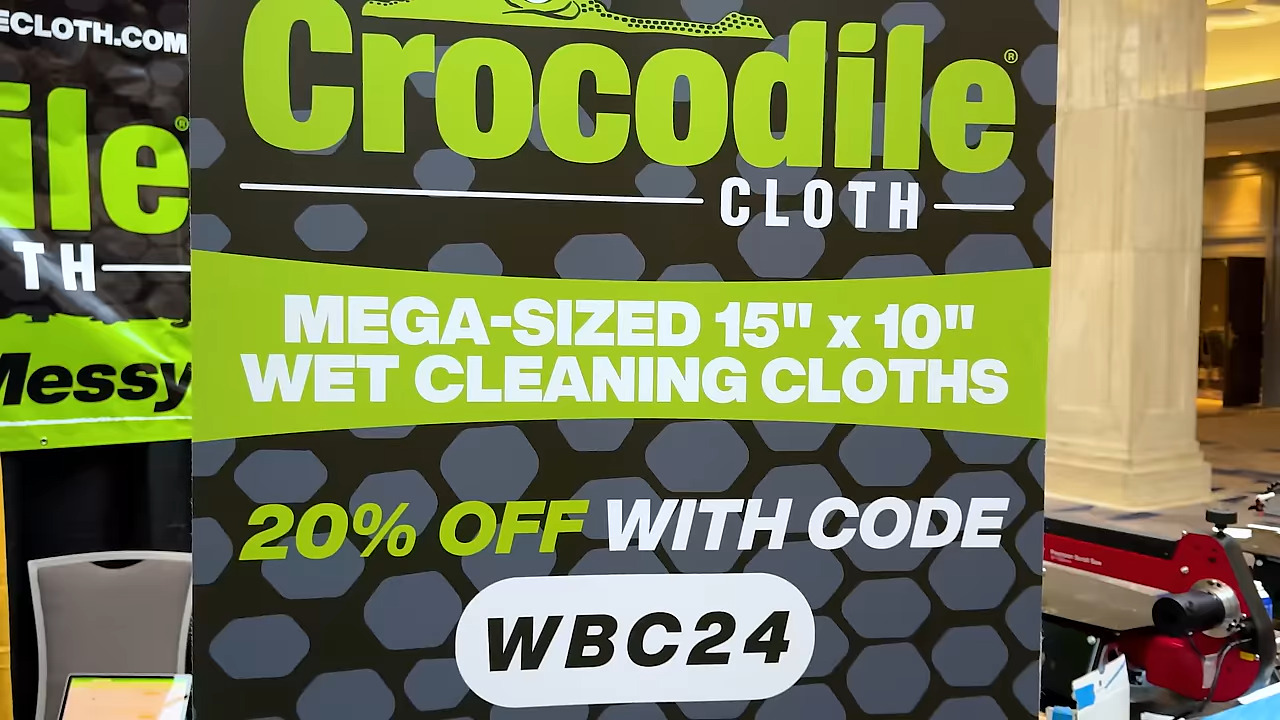 ECLOTH.COM
ile®
TH
Messy
Crocodile®
CLOTH
MEGA-SIZED 15" x 10"
WET CLEANING CLOTHS
20% OFF WITH CODE
WBC24